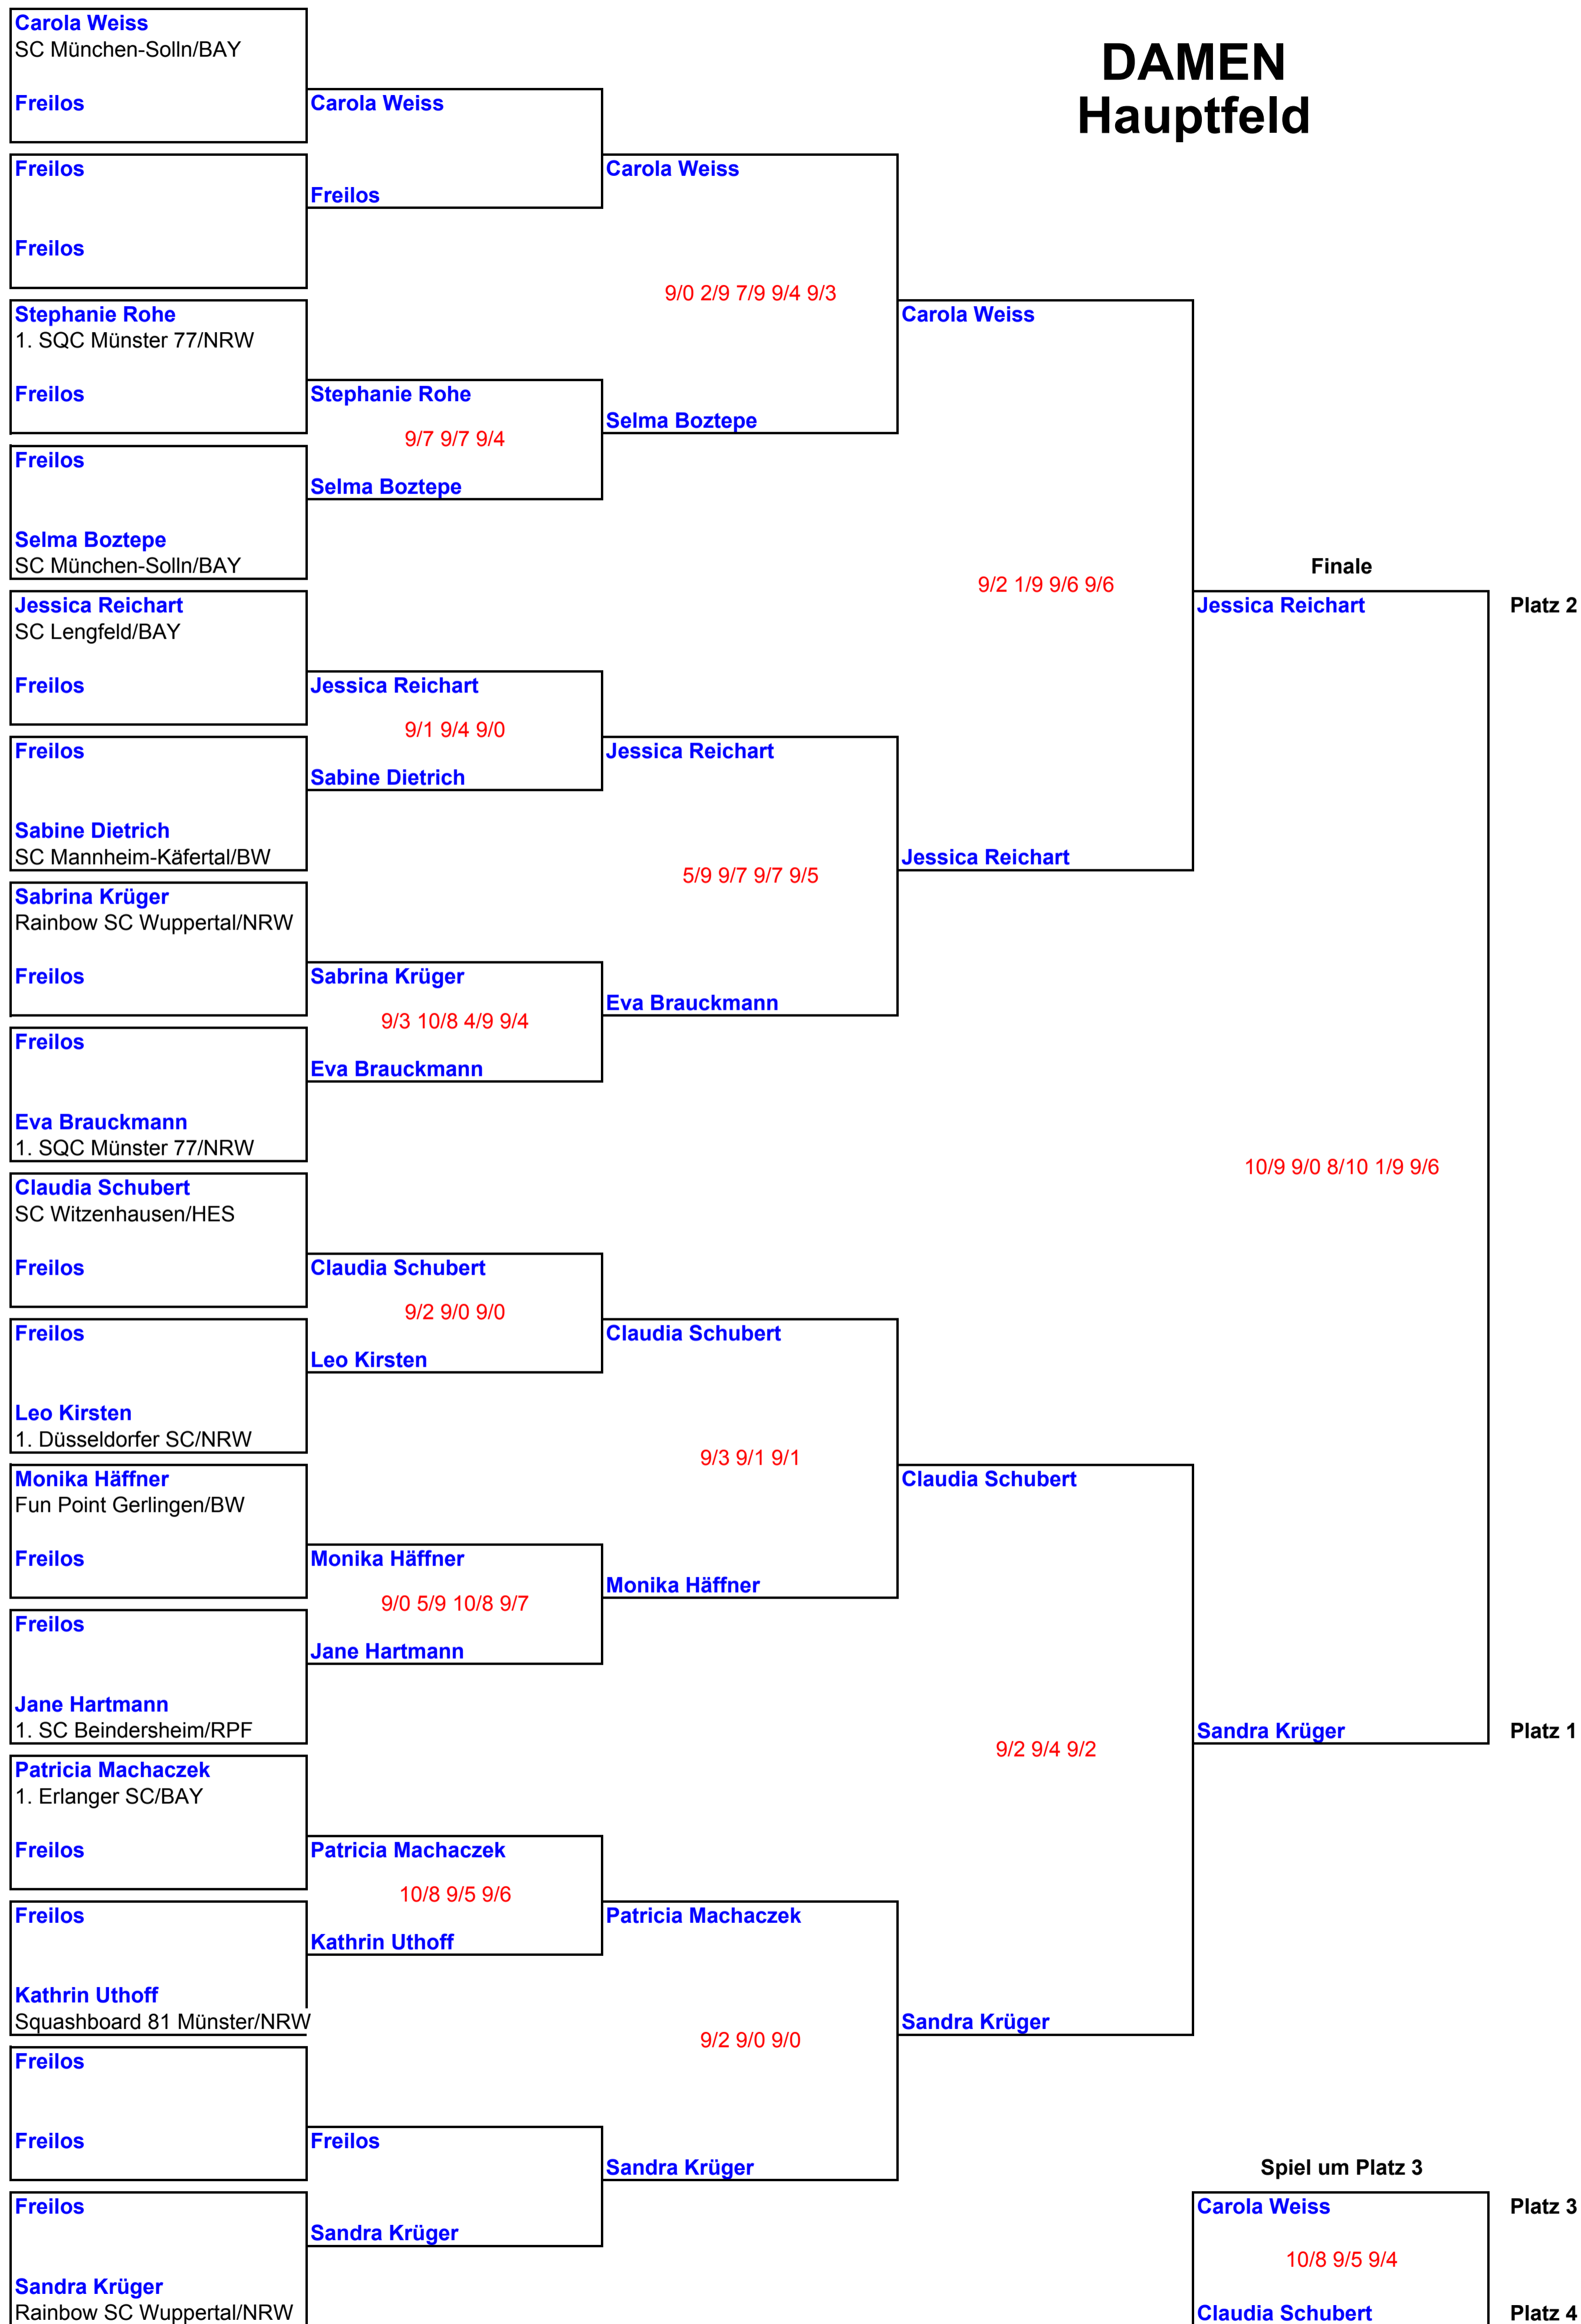 DAMEN
Hauptfeld
Carola Weiss
SC München-Solln/BAY
Freilos
Freilos
Freilos
Stephanie Rohe
1. SQC Münster 77/NRW
Freilos
Freilos
Selma Boztepe
SC München-Solln/BAY
Jessica Reichart
SC Lengfeld/BAY
Freilos
Freilos
Sabine Dietrich
SC Mannheim-Käfertal/BW
Sabrina Krüger
Rainbow SC Wuppertal/NRW
Freilos
Freilos
Eva Brauckmann
1. SQC Münster 77/NRW
Claudia Schubert
SC Witzenhausen/HES
Freilos
Freilos
Leo Kirsten
1. Düsseldorfer SC/NRW
Monika Häffner
Fun Point Gerlingen/BW
Freilos
Freilos
Jane Hartmann
1. SC Beindersheim/RPF
Patricia Machaczek
1. Erlanger SC/BAY
Freilos
Freilos
Kathrin Uthoff
Squashboard 81 Münster/NRW
Freilos
Freilos
Freilos
Sandra Krüger
Rainbow SC Wuppertal/NRW
Carola Weiss
Freilos
Stephanie Rohe
9/7 9/7 9/4
Selma Boztepe
Jessica Reichart
9/1 9/4 9/0
Sabine Dietrich
Sabrina Krüger
9/3 10/8 4/9 9/4
Eva Brauckmann
Claudia Schubert
9/2 9/0 9/0
Leo Kirsten
Monika Häffner
9/0 5/9 10/8 9/7
Jane Hartmann
Patricia Machaczek
10/8 9/5 9/6
Kathrin Uthoff
Freilos
Sandra Krüger
Carola Weiss
9/0 2/9 7/9 9/4 9/3
Selma Boztepe
Jessica Reichart
5/9 9/7 9/7 9/5
Eva Brauckmann
Claudia Schubert
9/3 9/1 9/1
Monika Häffner
Patricia Machaczek
9/2 9/0 9/0
Sandra Krüger
Carola Weiss
9/2 1/9 9/6 9/6
Jessica Reichart
Claudia Schubert
9/2 9/4 9/2
Sandra Krüger
Finale
Jessica Reichart Platz 2
10/9 9/0 8/10 1/9 9/6
Sandra Krüger Platz 1
Spiel um Platz 3
Carola Weiss Platz 3
10/8 9/5 9/4
Claudia Schubert Platz 4